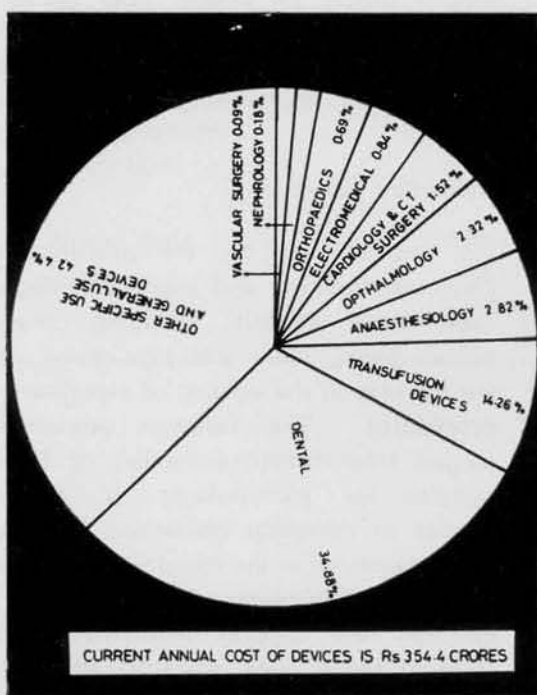 VASCULAR SURGERY 0.09%
NEPHROLOGY 0.18%
ORTHOPAEDICS
0.69%
ELECTROMEDICAL 0.84%
CARDIOLOGY & CT
SURGERY 1.52%
OPTHALMOLOGY 2.32%
ANAESTHESIOLOGY 2.82%
TRANSUFUSION
DEVICES 14.26%
DENTAL
34.88%
OTHER SPECIFIC USE
AND GENERAL USE
DEVICES 42.4%
CURRENT ANNUAL COST OF DEVICES IS Rs 354.4 CRORES